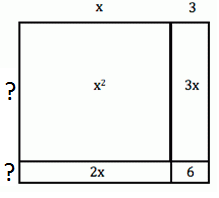 x 3
? x² 3x
? 2x 6